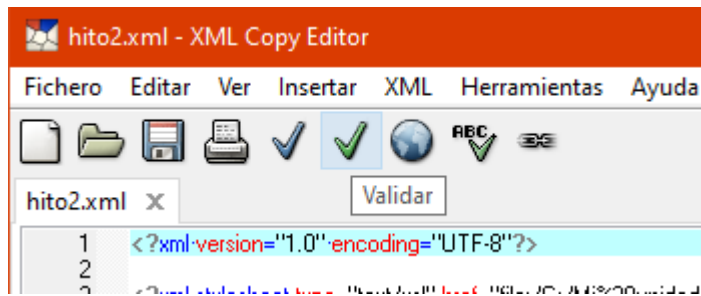 hito2.xml - XML Copy Editor
Fichero Editar Ver Insertar XML Herramientas Ayuda
ABC
hito2.xml X
Validar
1 <?xml·version="1.0"·encoding="UTF-8"?>
2